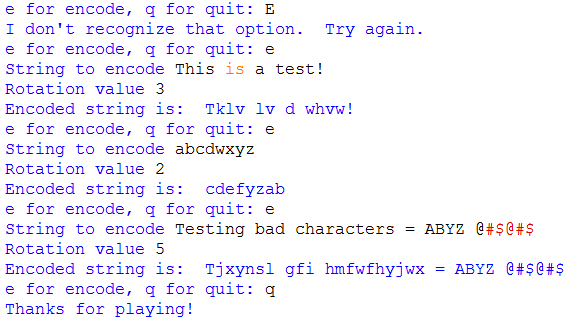 e for encode, q for quit: E
I don't recognize that option.  Try again.
e for encode, q for quit: e
String to encode This is a test!
Rotation value 3
Encoded string is:  Tklv lv d whvw!
e for encode, q for quit: e
String to encode abcdwxyz
Rotation value 2
Encoded string is:  cdefyzab
e for encode, q for quit: e
String to encode Testing bad characters = ABYZ @#$@#$
Rotation value 5
Encoded string is:  Tjxynsl gfi hmfwfhyjwx = ABYZ @#$@#$
e for encode, q for quit: q
Thanks for playing!